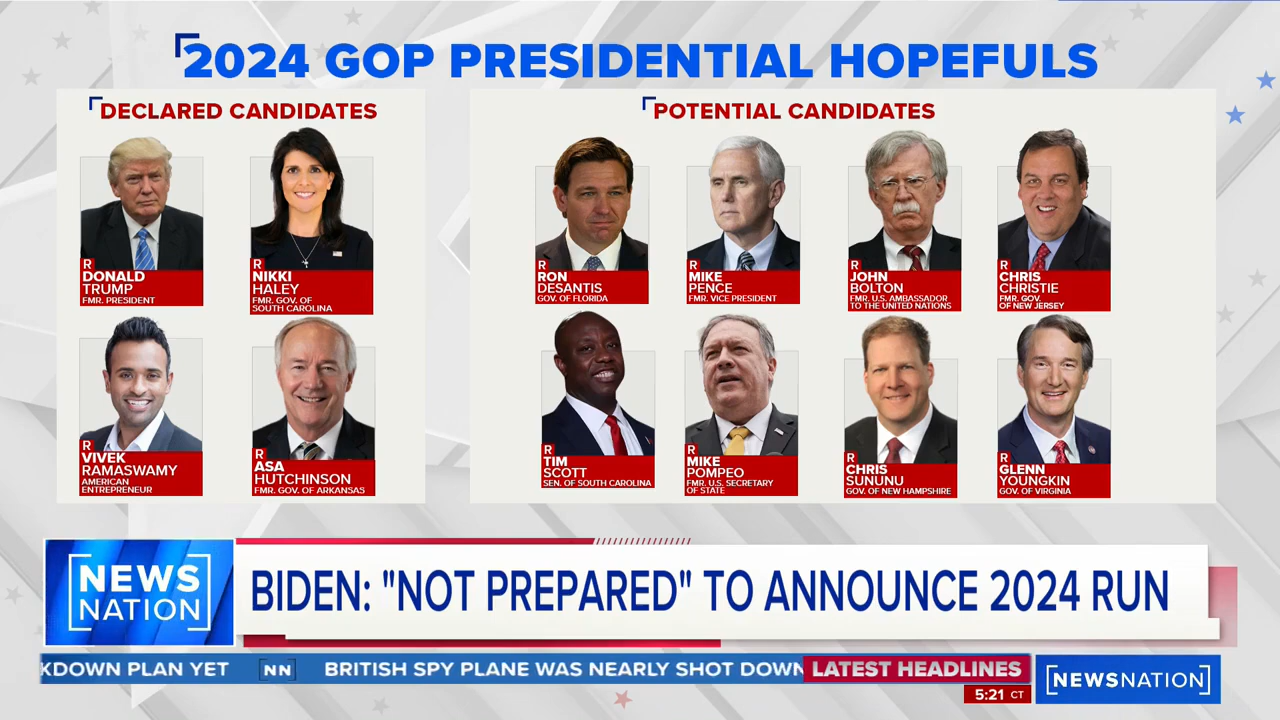 2024 GOP PRESIDENTIAL HOPEFULS
DECLARED CANDIDATES
R
DONALD
TRUMP
FMR. PRESIDENT
R
NIKKI
HALEY
FMR. GOV. OF
SOUTH CAROLINA
R
VIVEK
RAMASWAMY
AMERICAN
ENTREPRENEUR
R
ASA
HUTCHINSON
FMR. GOV. OF ARKANSAS
POTENTIAL CANDIDATES
R
RON
DESANTIS
GOV. OF FLORIDA
R
MIKE
PENCE
FMR. VICE PRESIDENT
R
JOHN
BOLTON
FMR. U.S. AMBASSADOR
TO THE UNITED NATIONS
R
CHRIS
CHRISTIE
FMR. GOV.
OF NEW JERSEY
R
TIM
SCOTT
SEN. OF SOUTH CAROLINA
R
MIKE
POMPEO
FMR. U.S. SECRETARY
OF STATE
R
CHRIS
SUNUNU
GOV. OF NEW HAMPSHIRE
R
GLENN
YOUNGKIN
GOV. OF VIRGINIA
NEWS
NATION
BIDEN: "NOT PREPARED" TO ANNOUNCE 2024 RUN
KDOWN PLAN YET NN BRITISH SPY PLANE WAS NEARLY SHOT DOWN
LATEST HEADLINES
5:21 CT
NEWSNATION